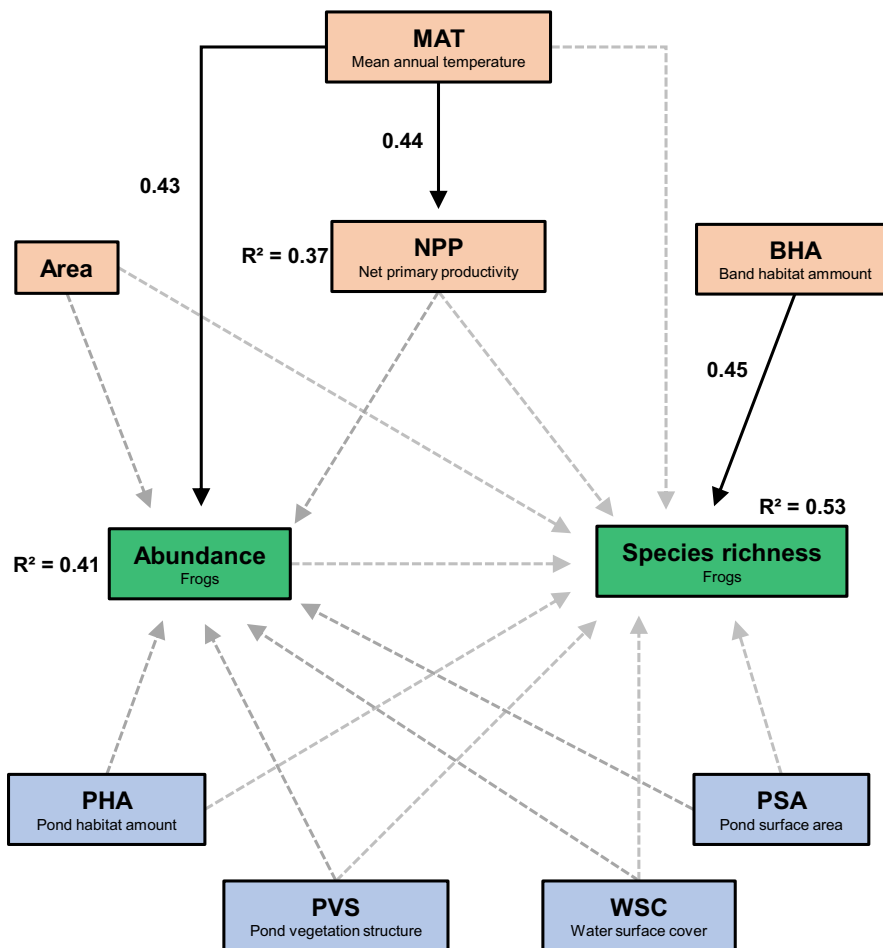 MAT
Mean annual temperature
0.44
0.43
R² = 0.37
NPP
Net primary productivity
BHA
Band habitat ammount
Area
0.45
R² = 0.53
R² = 0.41
Abundance
Frogs
Species richness
Frogs
PHA
Pond habitat amount
PSA
Pond surface area
PVS
Pond vegetation structure
WSC
Water surface cover